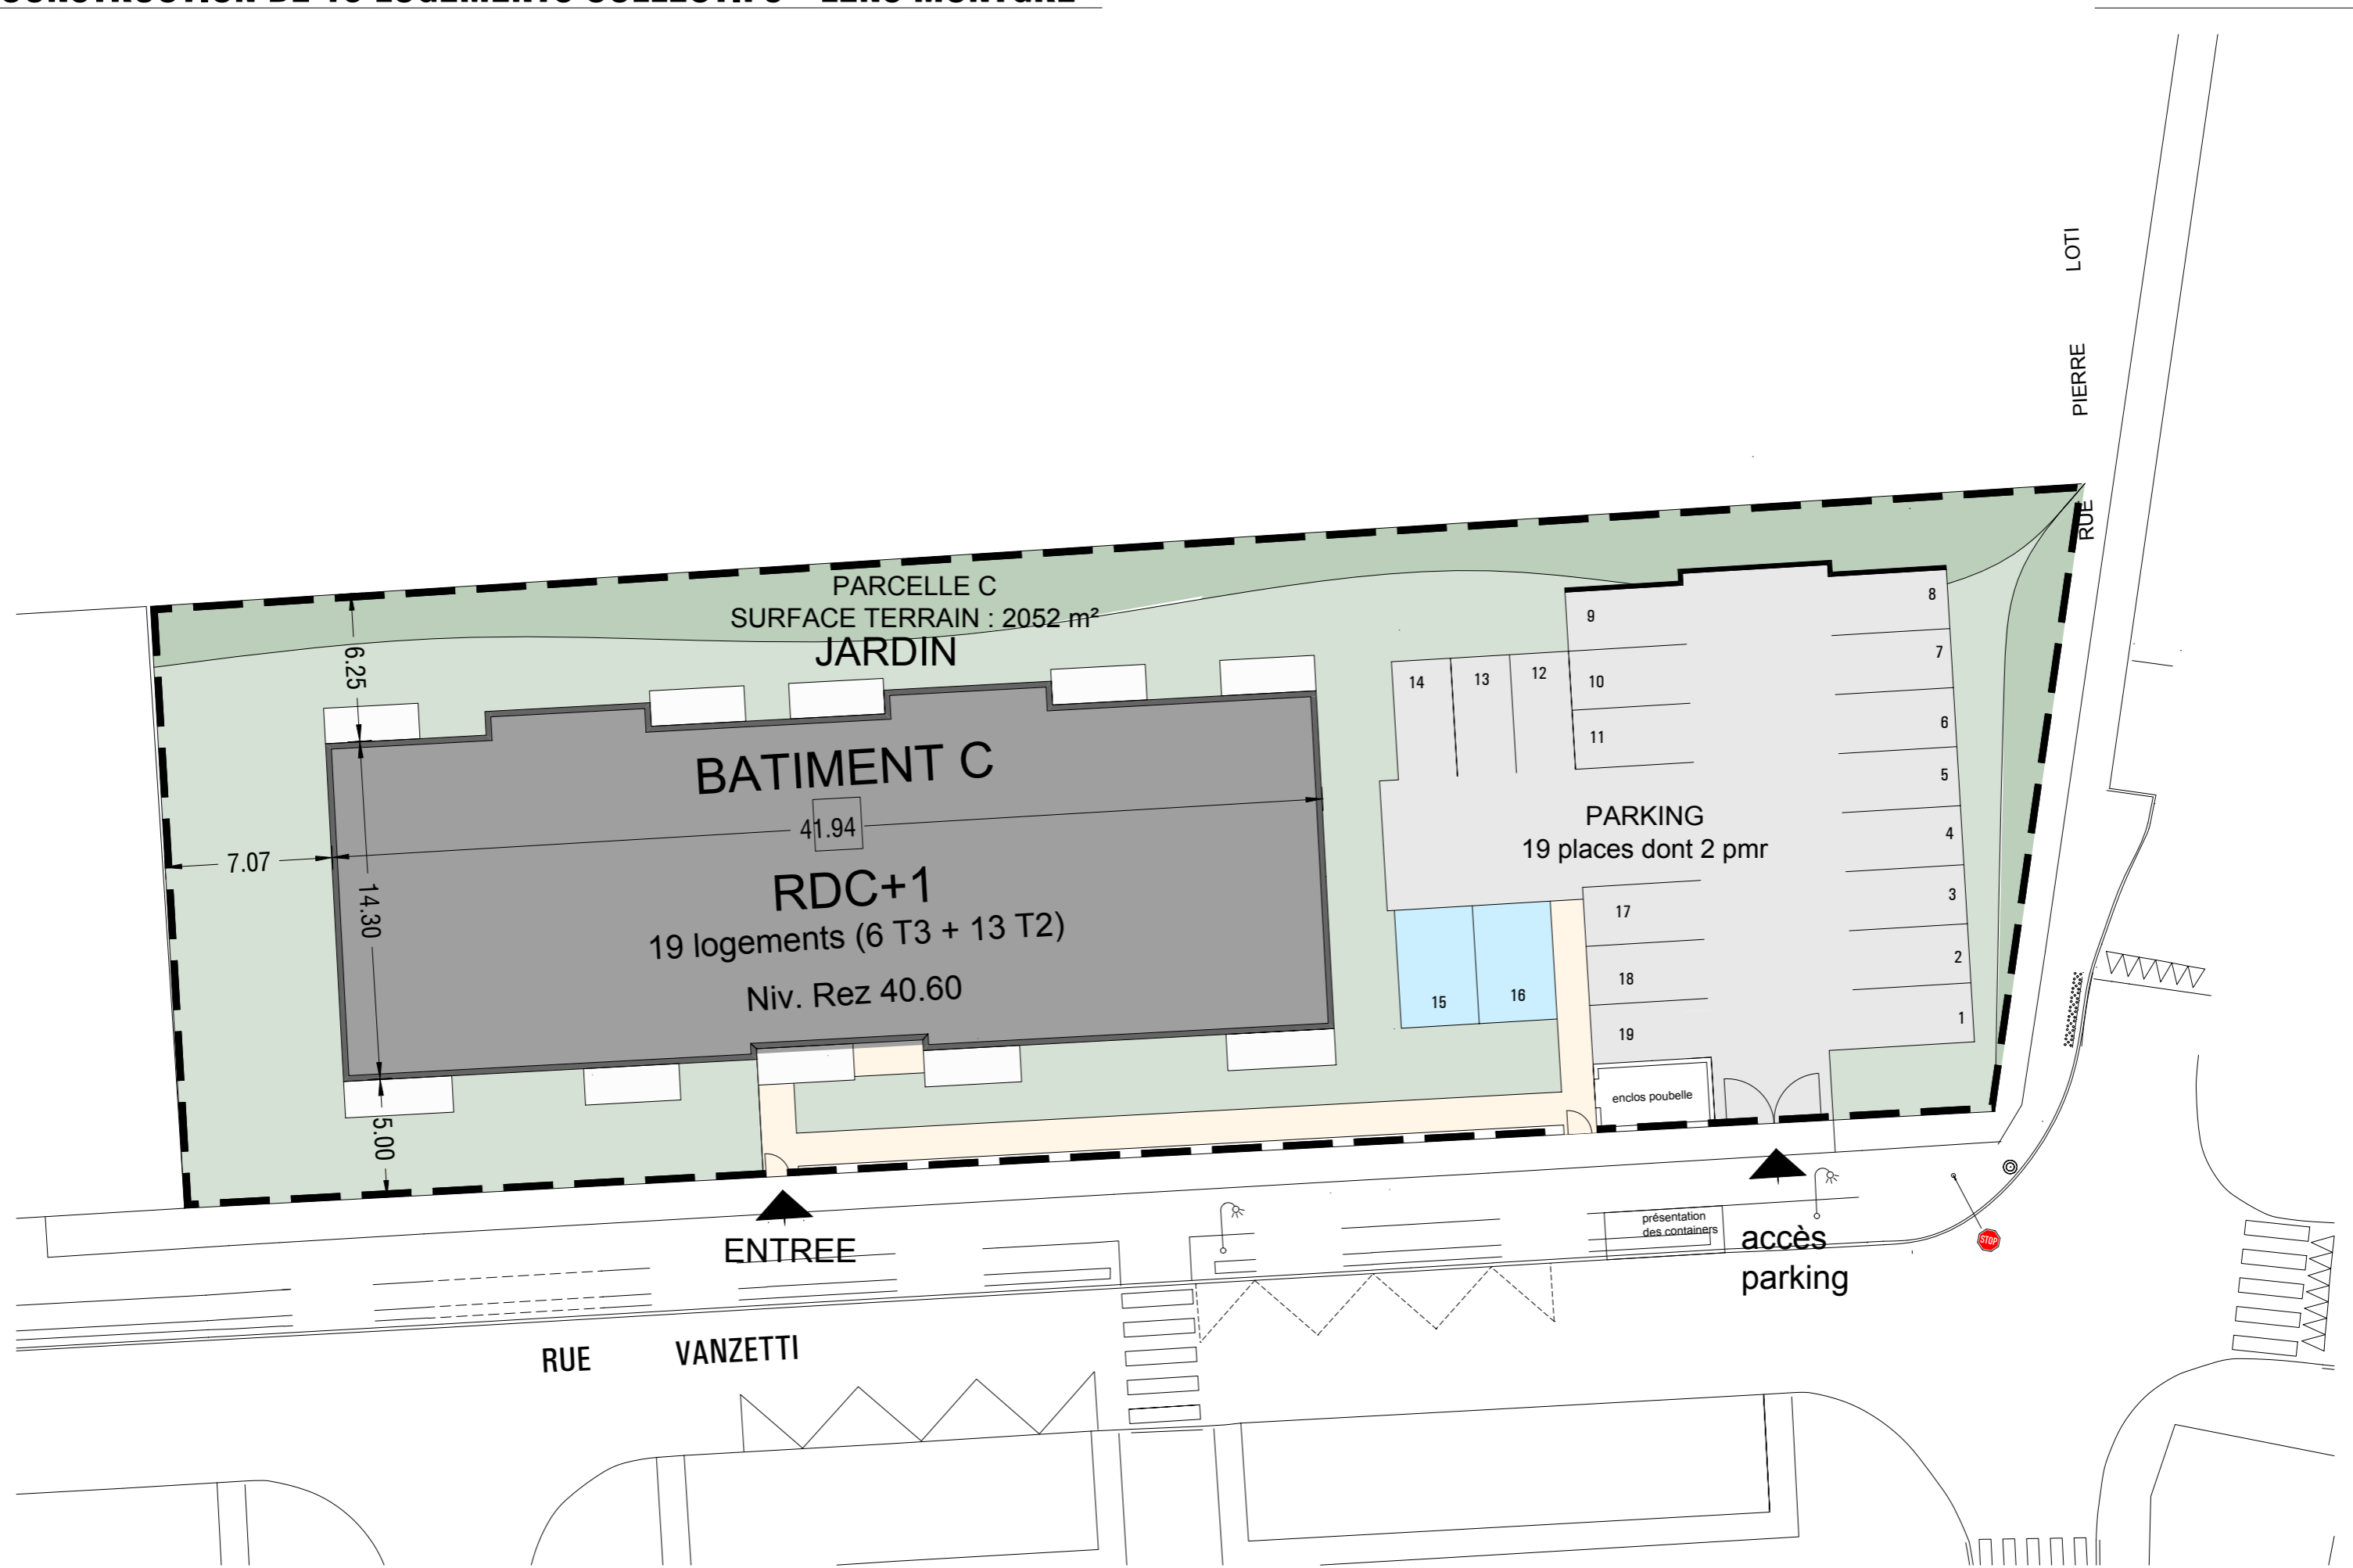 PIERRE LOTI
RUE
PARCELLE C
SURFACE TERRAIN : 2052 m²
JARDIN
6.25
BATIMENT C
41.94
7.07
14.30
RDC+1
19 logements (6 T3 + 13 T2)
Niv. Rez 40.60
5.00
9
8
14
13
12
10
7
11
6
5
PARKING
19 places dont 2 pmr
4
3
17
2
18
15
16
1
19
enclos poubelle
ENTREE
présentation
des containers
accès
parking
STOP
RUE VANZETTI